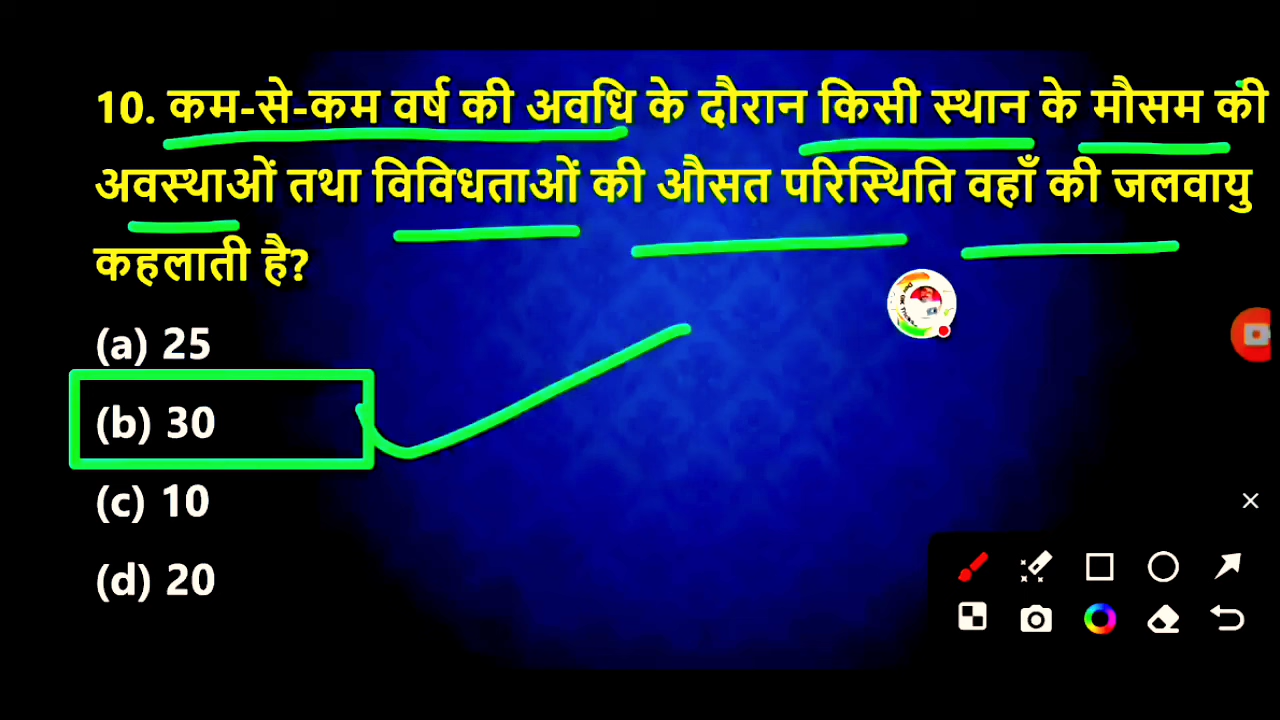 10. कम-से-कम वर्ष की अवधि के दौरान किसी स्थान के मौसम की
अवस्थाओं तथा विविधताओं की औसत परिस्थिति वहाँ की जलवायु
कहलाती है?
(a) 25
(b) 30
(c) 10
(d) 20